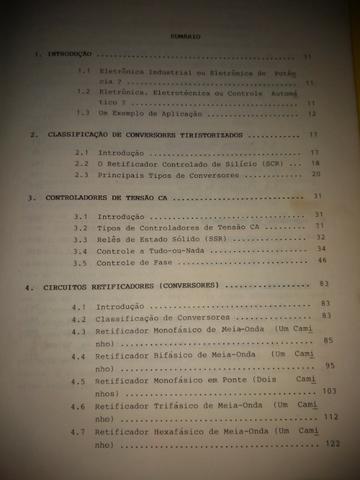 SUMÁRIO
1. INTRODUÇÃO ........................................ 11
1.1 Eletrônica Industrial ou Eletrônica de Potên
cia ? ........................................ 11
1.2 Eletrônica, Eletrotécnica ou Controle Automá
tico ? ....................................... 11
1.3 Um Exemplo de Aplicação ...................... 12
2. CLASSIFICAÇÃO DE CONVERSORES TIRISTORIZADOS ............ 17
2.1 Introdução ................................... 17
2.2 O Retificador Controlado de Silício (SCR) ... 18
2.3 Principais Tipos de Conversores ............. 20
3. CONTROLADORES DE TENSÃO CA ............................ 31
3.1 Introdução ................................... 31
3.2 Tipos de Controladores de Tensão CA ........ 31
3.3 Relês de Estado Sólido (SSR) ................ 32
3.4 Controle a Tudo-ou-Nada ..................... 34
3.5 Controle de Fase ............................ 46
4. CIRCUITOS RETIFICADORES (CONVERSORES) ................. 83
4.1 Introdução ................................... 83
4.2 Classificação de Conversores ................ 83
4.3 Retificador Monofásico de Meia-Onda (Um Cami
nho) ......................................... 85
4.4 Retificador Bifásico de Meia-Onda (Um Cami
nho) ......................................... 95
4.5 Retificador Monofásico em Ponte (Dois Cami
nhos) ........................................ 103
4.6 Retificador Trifásico de Meia-Onda (Um Cami
nho) ......................................... 112
4.7 Retificador Hexafásico de Meia-Onda (Um Cami
nho) ......................................... 122